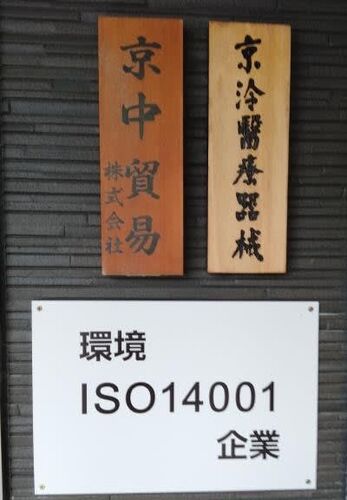 京中貿易
株式会社
京冷醫療器械
環境
ISO14001
企業